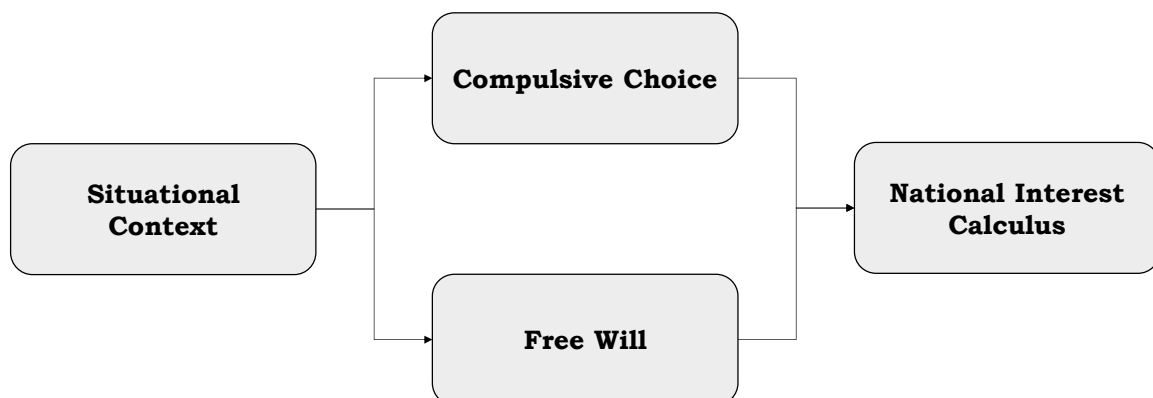 Compulsive Choice
Situational
Context
National Interest
Calculus
Free Will